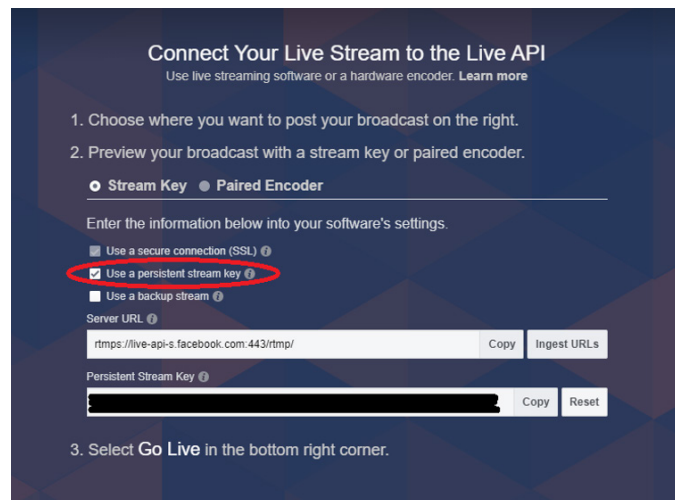 Connect Your Live Stream to the Live API
Use live streaming software or a hardware encoder. Learn more
1. Choose where you want to post your broadcast on the right.
2. Preview your broadcast with a stream key or paired encoder.
Stream Key Paired Encoder
Enter the information below into your software's settings.
Use a secure connection (SSL)
Use a persistent stream key
Use a backup stream
Server URL
rtmps://live-api-s.facebook.com:443/rtmp/ Copy Ingest URLs
Persistent Stream Key
Copy Reset
3. Select Go Live in the bottom right corner.